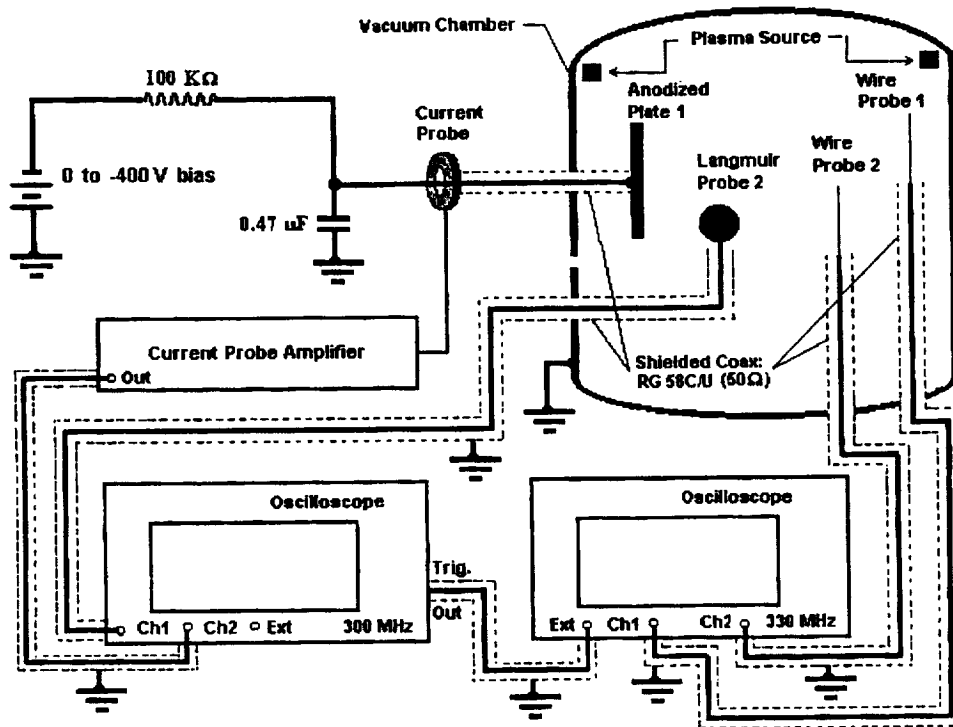 Vacuum Chamber
Plasma Source
100 KΩ
Anodized
Plate 1
Wire
Probe 1
Current
Probe
Wire
Probe 2
Langmuir
Probe 2
0 to -400 V bias
0.47 uF
Current Probe Amplifier
Out
Shielded Coax:
RG 58C/U (50Ω)
Oscilloscope
Oscilloscope
Trig.
Out
Ch1
Ch2
Ext
300 MHz
Ext
Ch1
Ch2
330 MHz